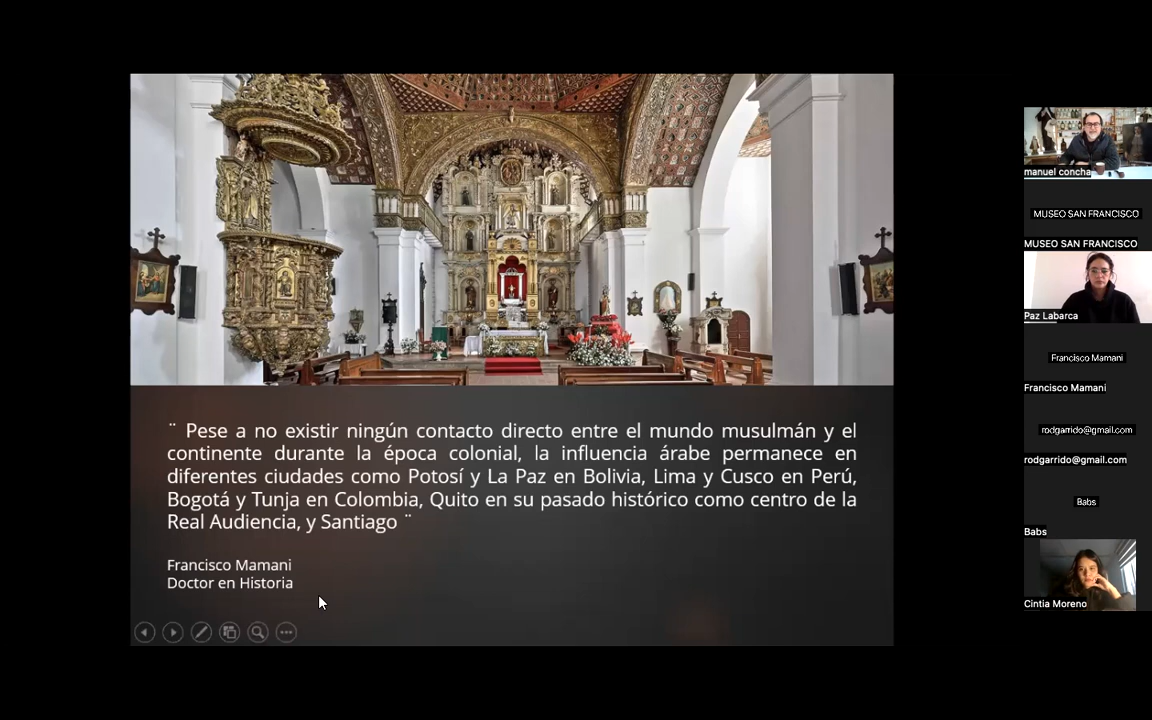 ¨ Pese a no existir ningún contacto directo entre el mundo musulmán y el
continente durante la época colonial, la influencia árabe permanece en
diferentes ciudades como Potosí y La Paz en Bolivia, Lima y Cusco en Perú,
Bogotá y Tunja en Colombia, Quito en su pasado histórico como centro de la
Real Audiencia, y Santiago ¨
Francisco Mamani
Doctor en Historia
manuel concha
MUSEO SAN FRANCISCO
MUSEO SAN FRANCISCO
Paz Labarca
Francisco Mamani
Francisco Mamani
rodgarrido@gmail.com
rodgarrido@gmail.com
Babs
Babs
Cintia Moreno